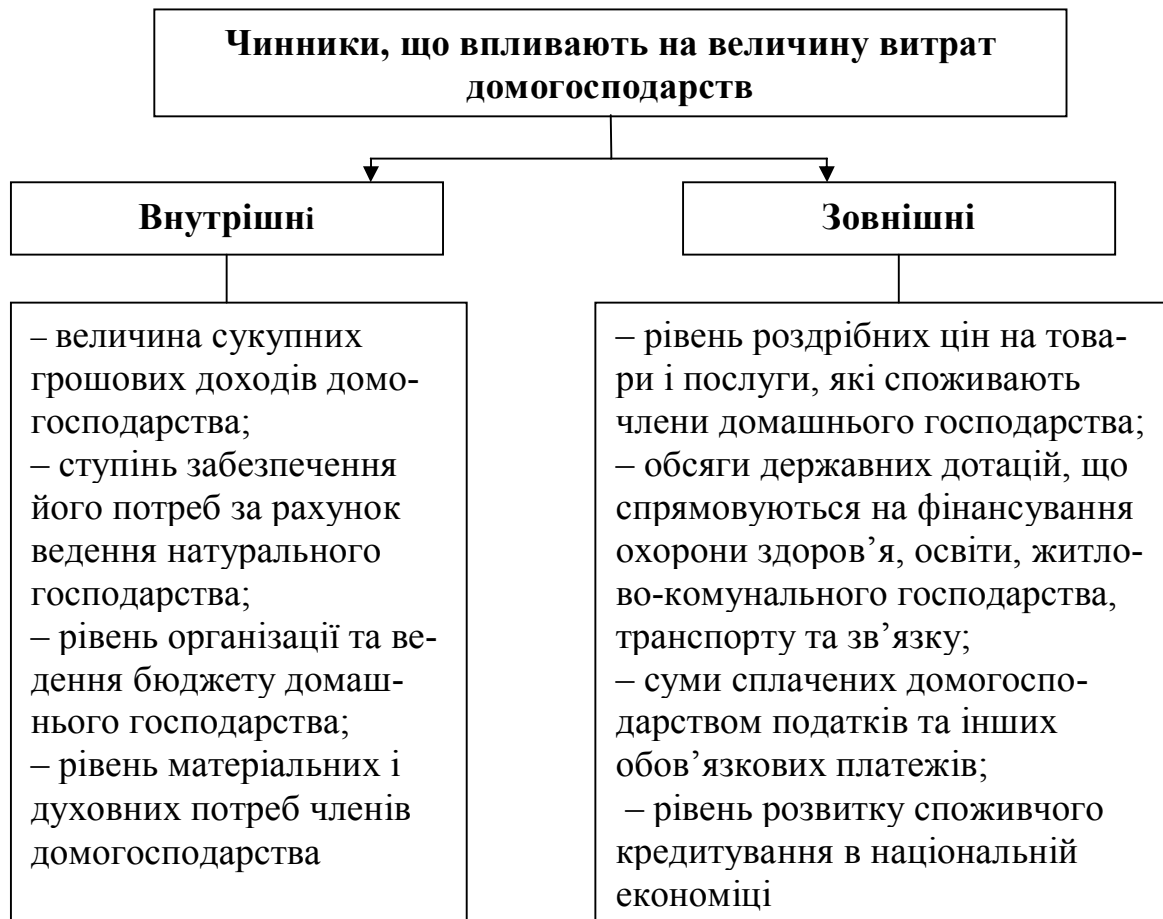 Чинники, що впливають на величину витрат
домогосподарств
Внутрішні
Зовнішні
– величина сукупних
грошових доходів домо-
господарства;
– ступінь забезпечення
його потреб за рахунок
ведення натурального
господарства;
– рівень організації та ве-
дення бюджету домаш-
нього господарства;
– рівень матеріальних і
духовних потреб членів
домогосподарства
– рівень роздрібних цін на това-
ри і послуги, які споживають
члени домашнього господарства;
– обсяги державних дотацій, що
спрямовуються на фінансування
охорони здоров’я, освіти, житло-
во-комунального господарства,
транспорту та зв’язку;
– суми сплачених домогоспо-
дарством податків та інших
обов’язкових платежів;
– рівень розвитку споживчого
кредитування в національній
економіці